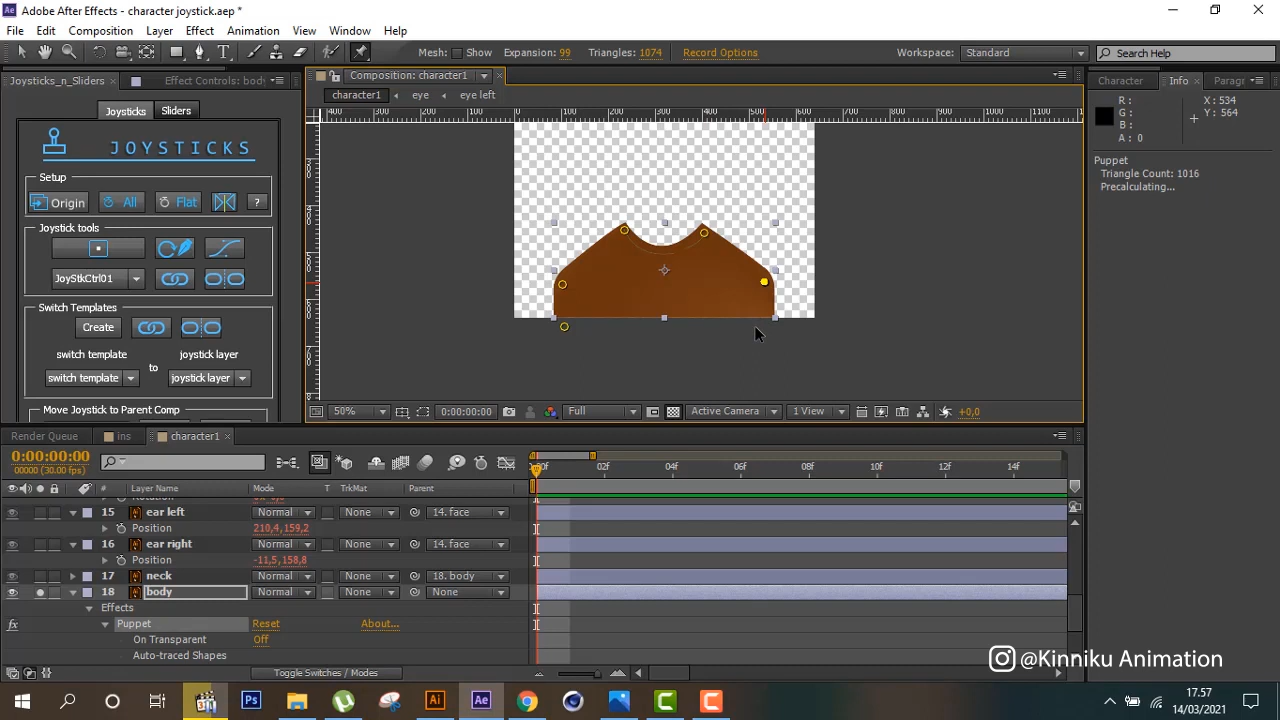 Adobe After Effects - character joystick.aep *
File Edit Composition Layer Effect Animation View Window Help
Mesh: Show Expansion: 99 Triangles: 1074 Record Options
Workspace: Standard
Search Help
Joysticks_n_Sliders
Effect Controls: body
Composition: character1
Character Info Paragr
character1 eye eye left
Joysticks Sliders
JOYSTICKS
Setup
Origin All Flat ?
Joystick tools
JoyStkCtrl01
Switch Templates
Create
switch template
to
joystick layer
switch template joystick layer
Move Joystick to Parent Comp
R :
G :
B :
A : 0
X : 534
Y : 564
Puppet
Triangle Count: 1016
Precalculating...
50% 0:00:00:00 Full Active Camera 1 View +0,0
Render Queue ins character1
0:00:00:00
00000 (30.00 fps)
02F 04F 06F 08F 10F 12F 14F
# Layer Name Mode T TrkMat Parent
15 ear left Normal None 14. face
Position 210,4,159,2
16 ear right Normal None 14. face
Position -11,5,158,8
17 neck Normal None 18. body
18 body Normal None None
Effects
fx Puppet Reset About...
On Transparent Off
Auto-traced Shapes
Toggle Switches / Modes
@Kinniku Animation
17.57
14/03/2021